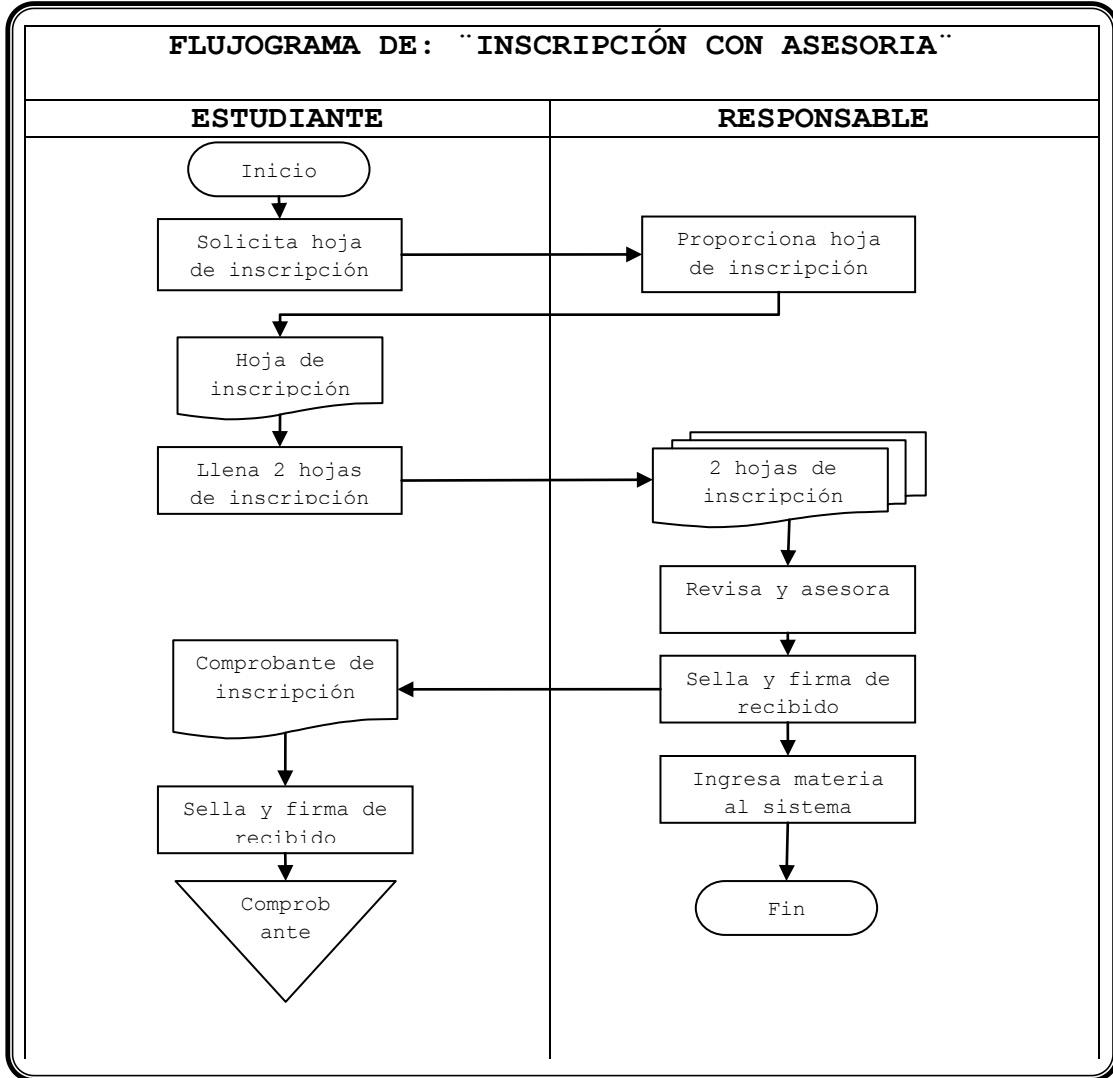 FLUJOGRAMA DE: ¨INSCRIPCIÓN CON ASESORIA¨
ESTUDIANTE
RESPONSABLE
Inicio
Solicita hoja
de inscripción
Proporciona hoja
de inscripción
Hoja de
inscripción
Llena 2 hojas
de inscripción
2 hojas de
inscripción
Revisa y asesora
Sella y firma de
recibido
Comprobante de
inscripción
Ingresa materia
al sistema
Sella y firma de
recibido
Comprob
ante
Fin